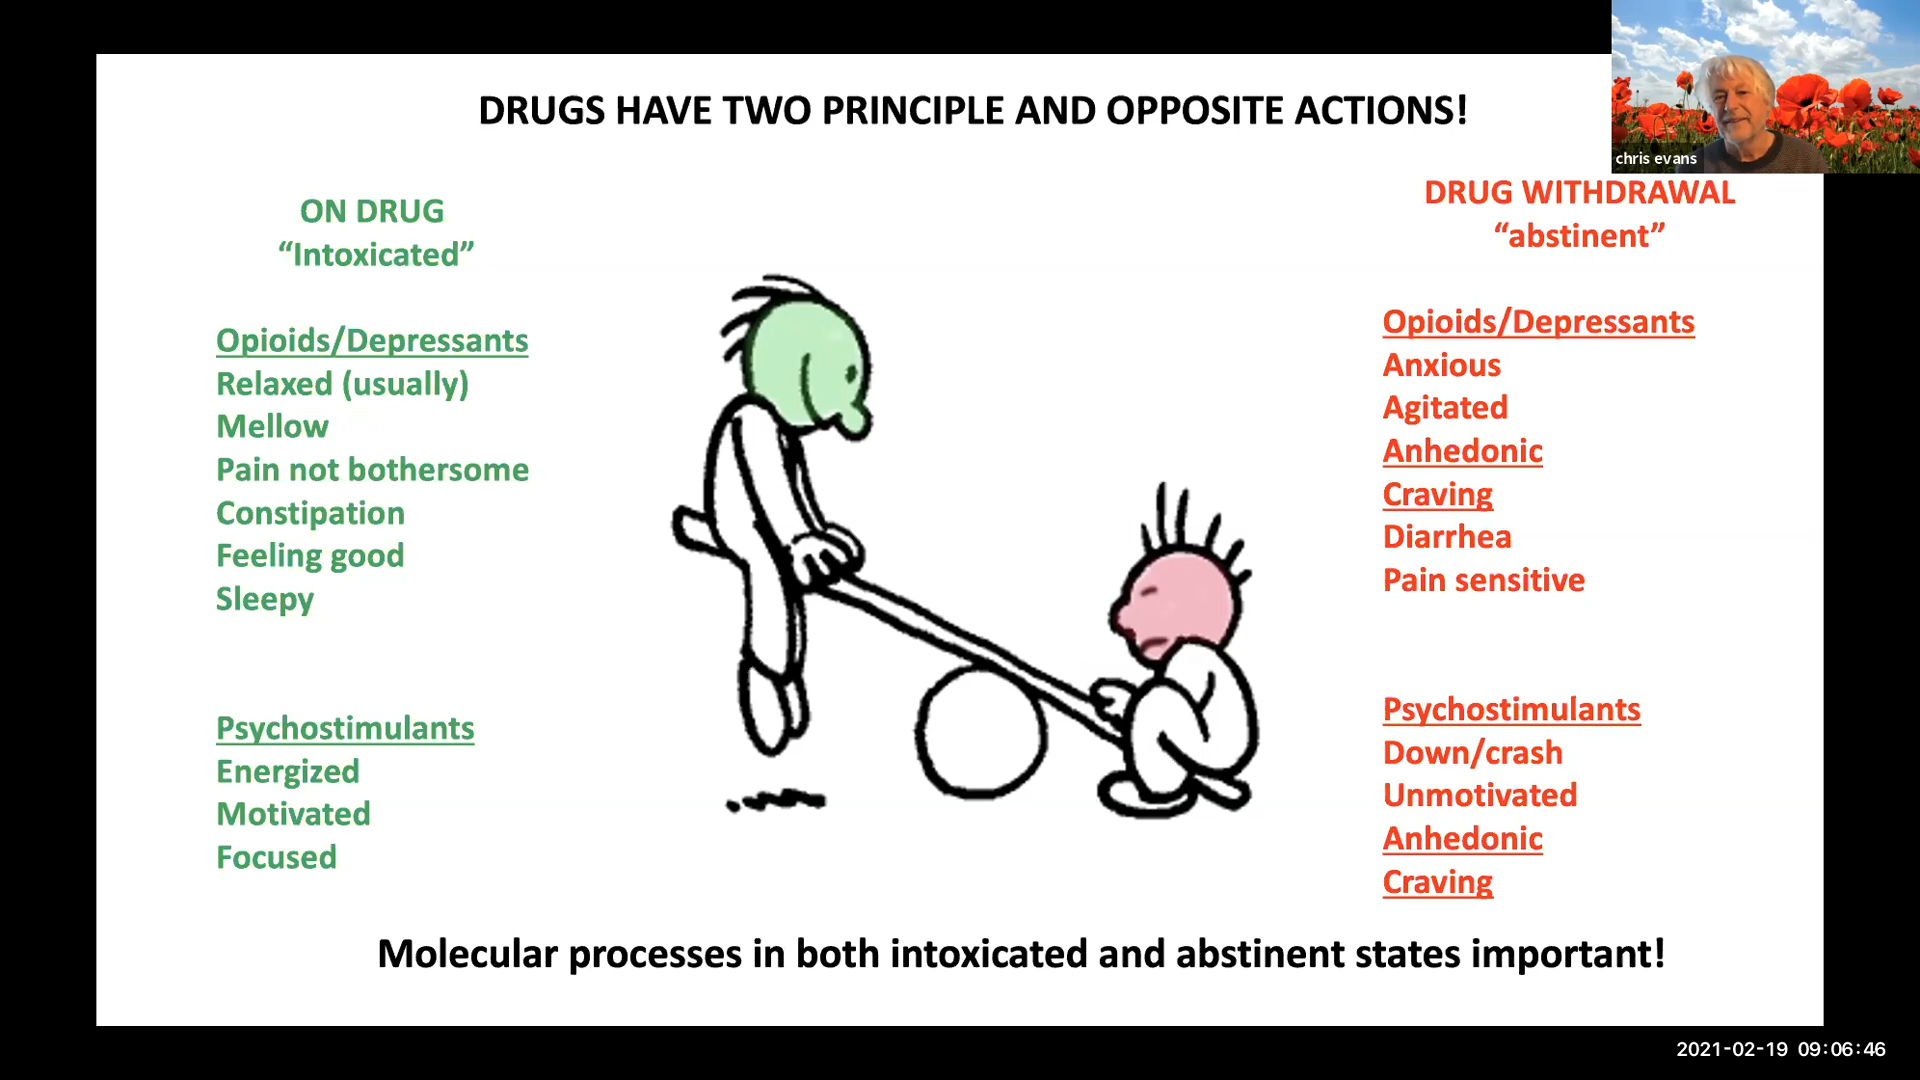 DRUGS HAVE TWO PRINCIPLE AND OPPOSITE ACTIONS!
chris evans
ON DRUG
“Intoxicated”
Opioids/Depressants
Relaxed (usually)
Mellow
Pain not bothersome
Constipation
Feeling good
Sleepy
Psychostimulants
Energized
Motivated
Focused
DRUG WITHDRAWAL
“abstinent”
Opioids/Depressants
Anxious
Agitated
Anhedonic
Craving
Diarrhea
Pain sensitive
Psychostimulants
Down/crash
Unmotivated
Anhedonic
Craving
Molecular processes in both intoxicated and abstinent states important!
2021-02-19 09:06:46